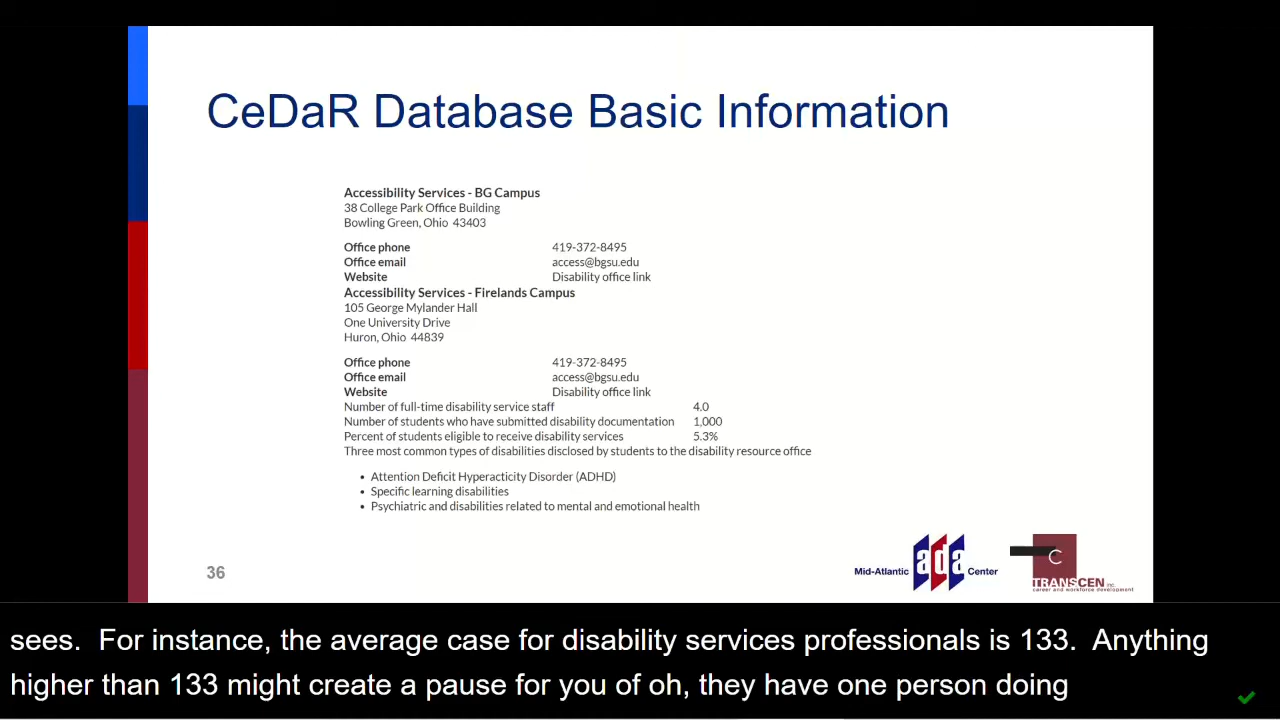 CeDaR Database Basic Information
Accessibility Services - BG Campus
38 College Park Office Building
Bowling Green, Ohio 43403
Office phone 419-372-8495
Office email access@bgsu.edu
Website Disability office link
Accessibility Services - Firelands Campus
105 George Mylander Hall
One University Drive
Huron, Ohio 44839
Office phone 419-372-8495
Office email access@bgsu.edu
Website Disability office link
Number of full-time disability service staff 4.0
Number of students who have submitted disability documentation 1,000
Percent of students eligible to receive disability services 5.3%
Three most common types of disabilities disclosed by students to the disability resource office
• Attention Deficit Hyperacticity Disorder (ADHD)
• Specific learning disabilities
• Psychiatric and disabilities related to mental and emotional health
36
Mid-Atlantic ada Center
C
TRANSCEN inc.
career and workforce development
sees. For instance, the average case for disability services professionals is 133. Anything
higher than 133 might create a pause for you of oh, they have one person doing